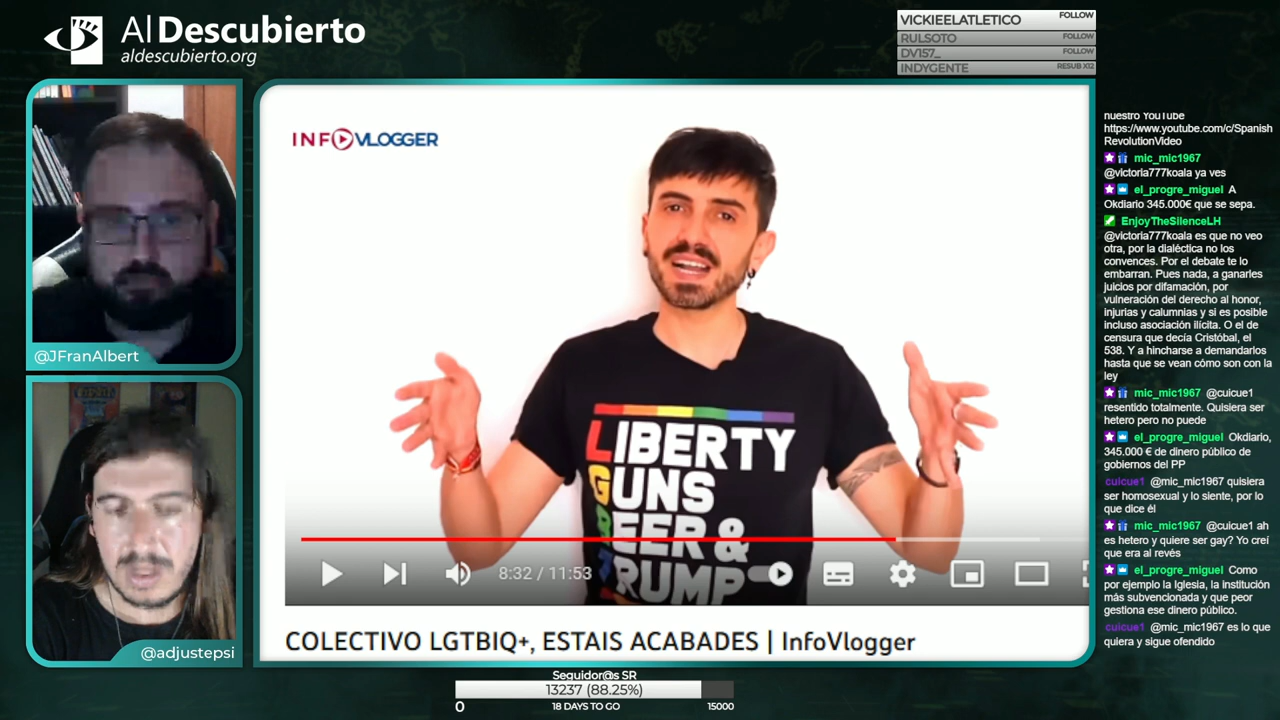 Al Descubierto
aldescubierto.org
VICKIEELATLETICO FOLLOW
RULSOTO FOLLOW
DV157_ FOLLOW
INDYGENTE RESUB X12
@JFranAlbert
@adjustepsi
INFOVLOGGER
LIBERTY
GUNS
BEER &
TRUMP
8:32 / 11:53
COLECTIVO LGTBIQ+, ESTAIS ACABADES | InfoVlogger
Seguidor@s SR
13237 (88.25%)
0 18 DAYS TO GO 15000
nuestro YouTube
https://www.youtube.com/c/Spanish
RevolutionVideo
mic_mic1967
@victoria777koala ya ves
el_progre_miguel A
Okdiario 345.000€ que se sepa.
EnjoyTheSilenceLH
@victoria777koala es que no veo
otra, por la dialéctica no los
convences. Por el debate te lo
embarran. Pues nada, a ganarles
juicios por difamación, por
vulneración del derecho al honor,
injurias y calumnias y si es posible
incluso asociación ilícita. O el de
censura que decía Cristóbal, el
538. Y a hincharse a demandarlos
hasta que se vean cómo son con la
ley
mic_mic1967 @cuicue1
resentido totalmente. Quisiera ser
hetero pero no puede
el_progre_miguel Okdiario,
345.000 € de dinero público de
gobiernos del PP
cuicue1 @mic_mic1967 quisiera
ser homosexual y lo siente, por lo
que dice él
mic_mic1967 @cuicue1 ah
es hetero y quiere ser gay? Yo creí
que era al revés
el_progre_miguel Como
por ejemplo la Iglesia, la institución
más subvencionada y que peor
gestiona ese dinero público.
cuicue1 @mic_mic1967 es lo que
quiera y sigue ofendido